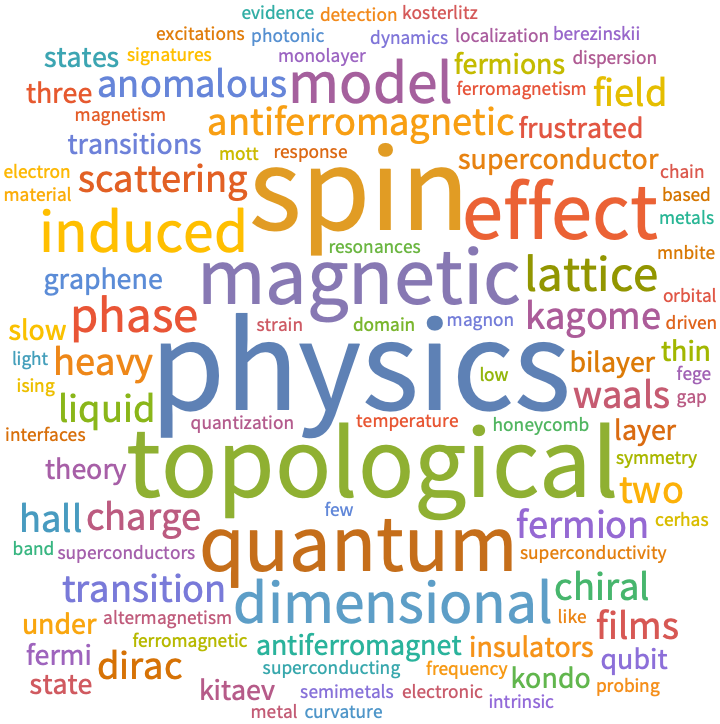 evidence detection kosterlitz
excitations photonic dynamics localization berezinskii
states signatures monolayer fermions dispersion
three anomalous model ferromagnetism field
magnetism antiferromagnetic frustrated
transitions mott response superconductor
electron scattering spin effect chain
material based
induced resonances metals
magnetic lattice mnbite
graphene orbital
phase strain domain magnon kagome driven
slow physics
light heavy low bilayer thin
ising waals fege
liquid gap
quantization temperature honeycomb layer
interfaces topological
theory symmetry
two
hall charge few fermion cerhas
band superconductors quantum superconductivity
transition dimensional chiral
under altermagnetism like films
ferromagnetic antiferromagnet insulators
fermi dirac superconducting frequency kondo qubit
state kitaev semimetals electronic probing
metal curvature intrinsic